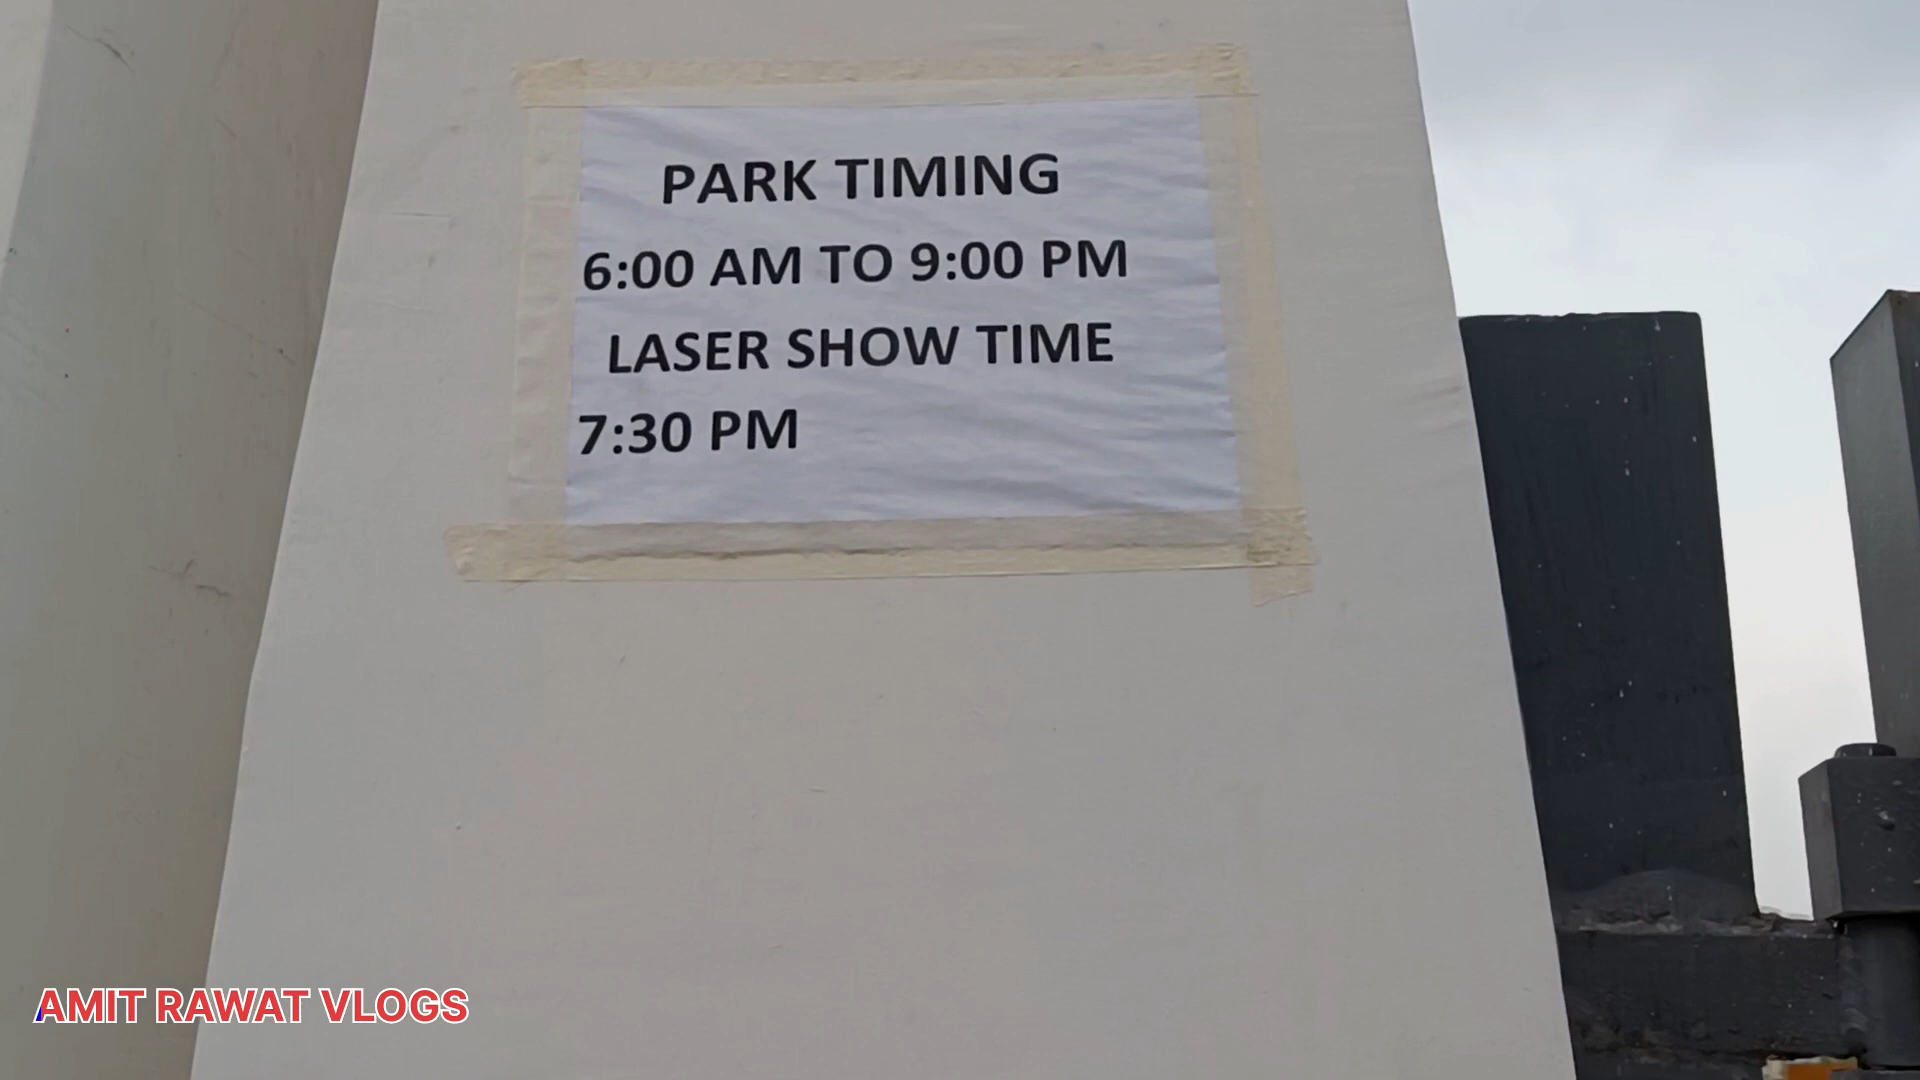 PARK TIMING
6:00 AM TO 9:00 PM
LASER SHOW TIME
7:30 PM
AMIT RAWAT VLOGS